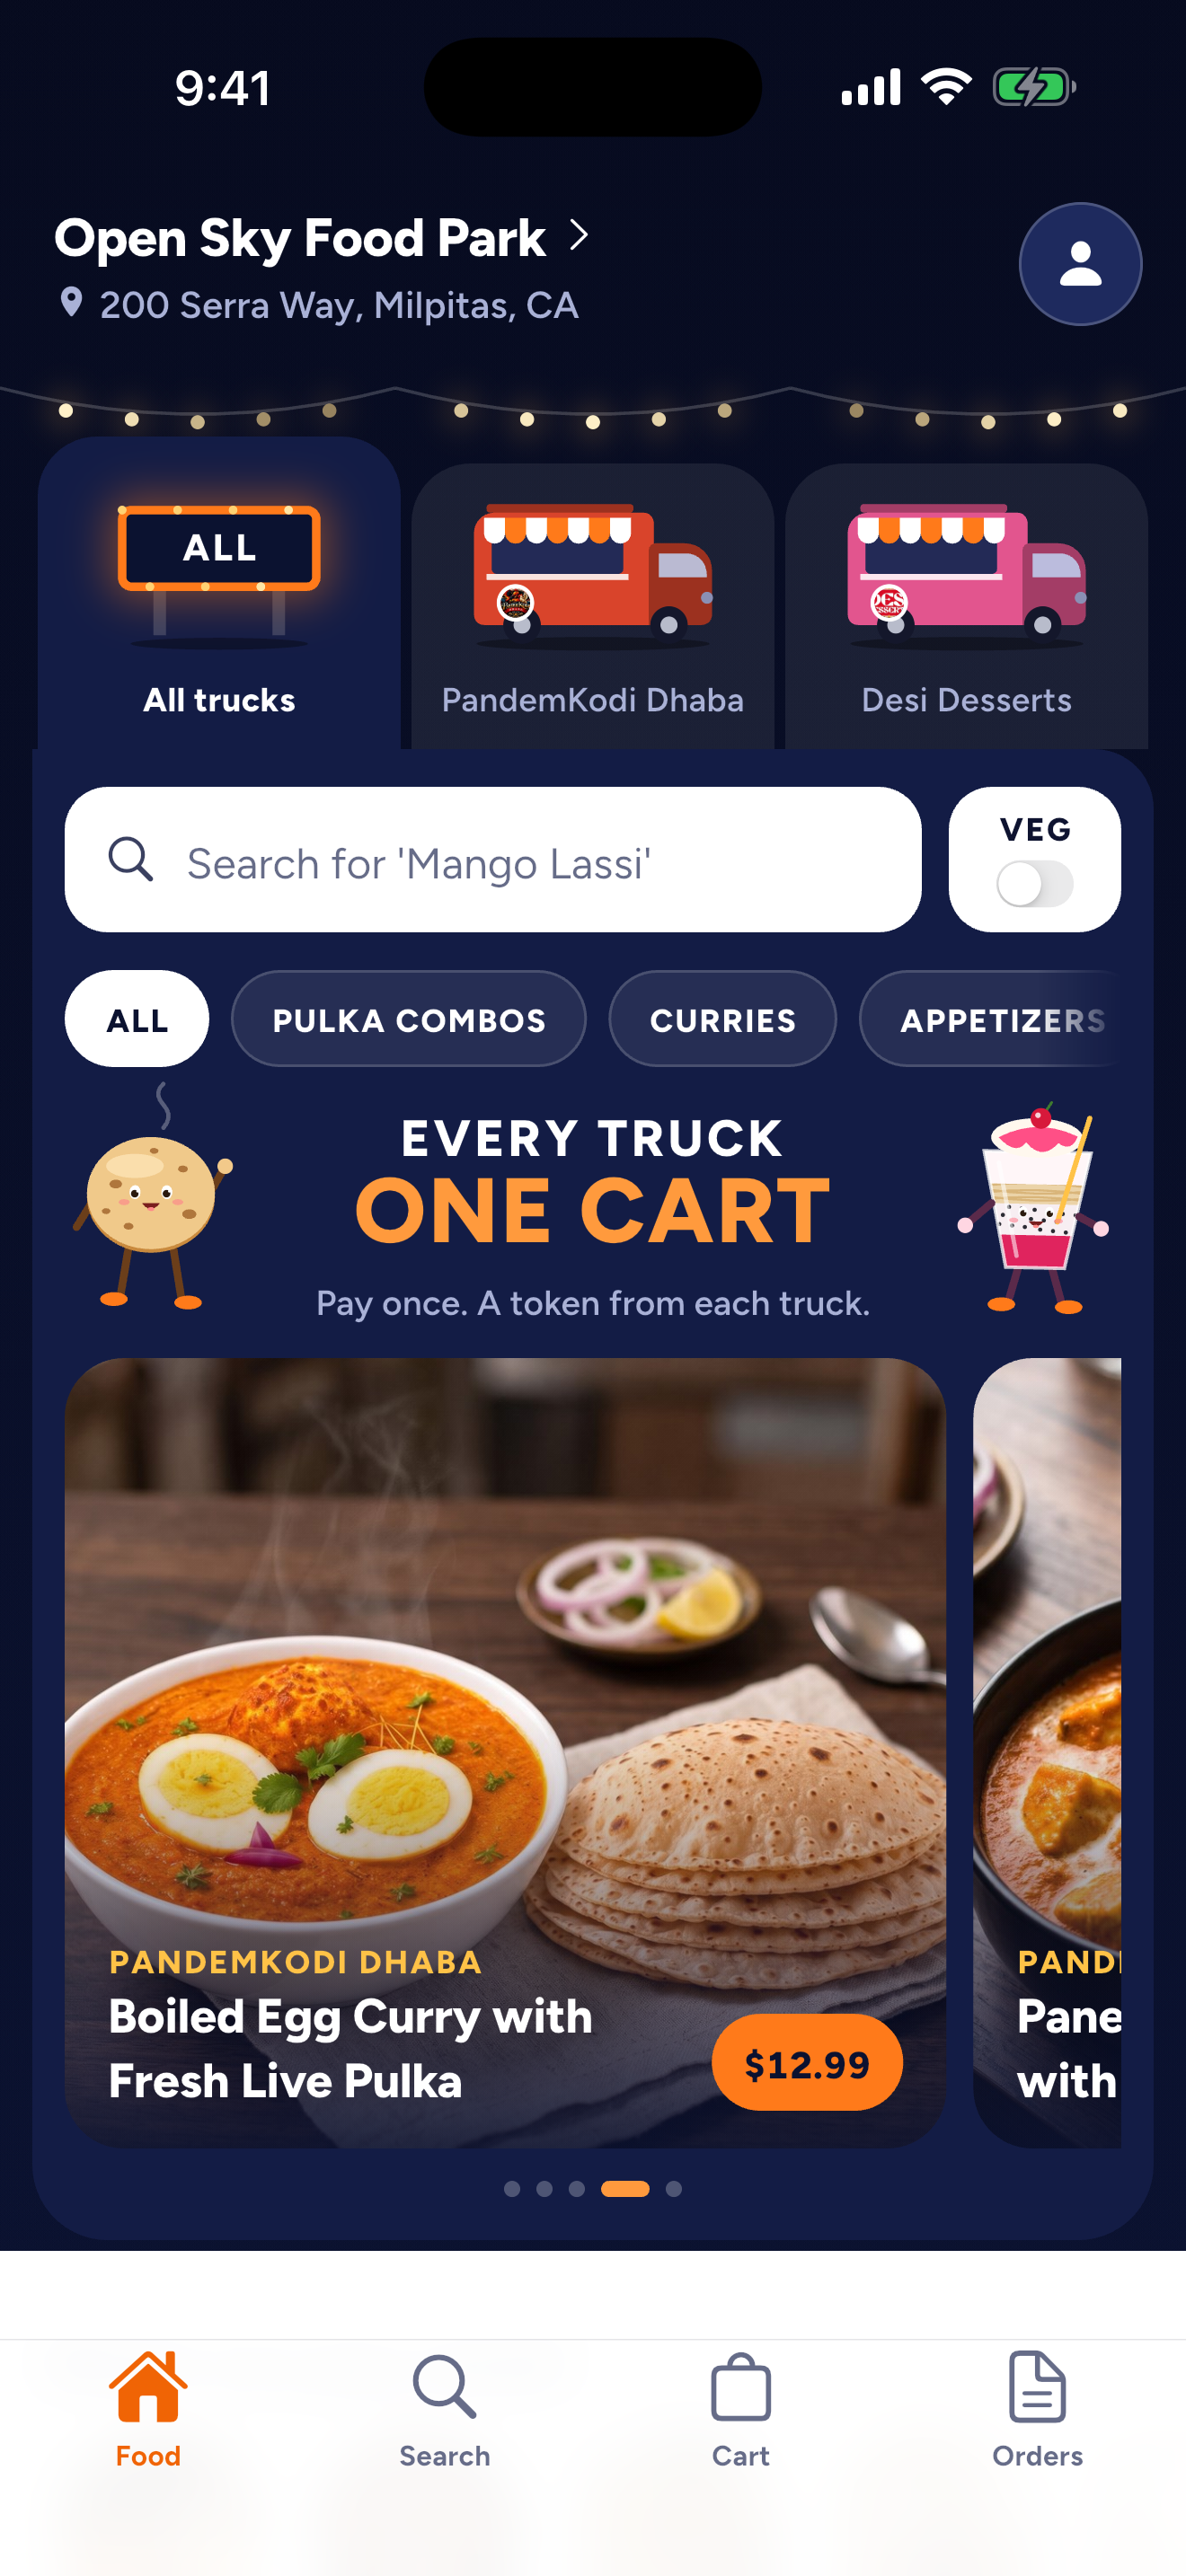 9:41
Open Sky Food Park
200 Serra Way, Milpitas, CA
ALL
All trucks
PandemKodi Dhaba
Desi Desserts
Search for 'Mango Lassi'
VEG
ALL
PULKA COMBOS
CURRIES
APPETIZERS
EVERY TRUCK
ONE CART
Pay once. A token from each truck.
PANDEMKODI DHABA
Boiled Egg Curry with
Fresh Live Pulka
$12.99
with
Food
Search
Cart
Orders